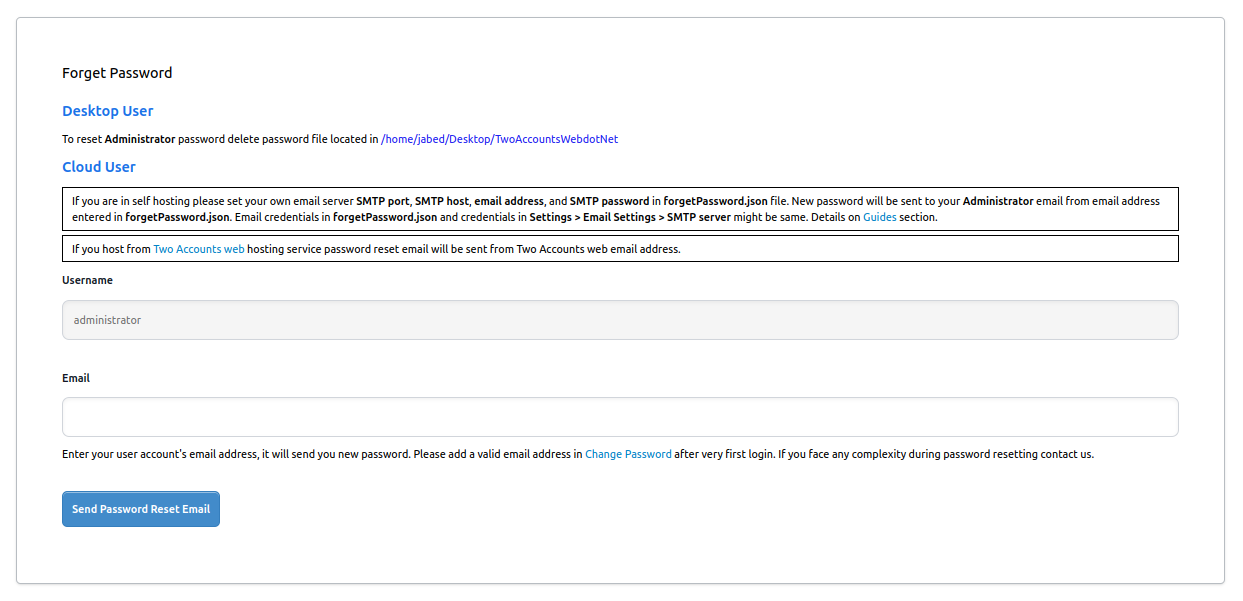 Forget Password
Desktop User
To reset Administrator password delete password file located in /home/jabed/Desktop/TwoAccountsWebdotNet
Cloud User
If you are in self hosting please set your own email server SMTP port, SMTP host, email address, and SMTP password in forgetPassword.json file. New password will be sent to your Administrator email from email address
entered in forgetPassword.json. Email credentials in forgetPassword.json and credentials in Settings > Email Settings > SMTP server might be same. Details on Guides section.
If you host from Two Accounts web hosting service password reset email will be sent from Two Accounts web email address.
Username
administrator
Email
Enter your user account's email address, it will send you new password. Please add a valid email address in Change Password after very first login. If you face any complexity during password resetting contact us.
Send Password Reset Email